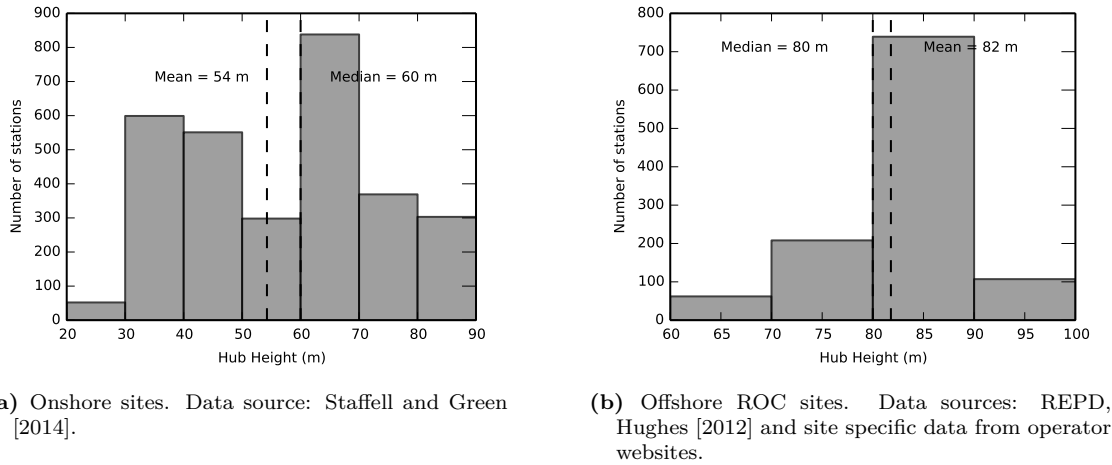 900
800
700
600
500
400
300
200
100
0
Number of stations
Mean = 54 m
Median = 60 m
20 30 40 50 60 70 80 90
Hub Height (m)
a) Onshore sites. Data source: Staffell and Green
[2014].
800
700
600
500
400
300
200
100
0
Number of stations
Median = 80 m
Mean = 82 m
60 65 70 75 80 85 90 95 100
Hub Height (m)
(b) Offshore ROC sites. Data sources: REPD,
Hughes [2012] and site specific data from operator
websites.